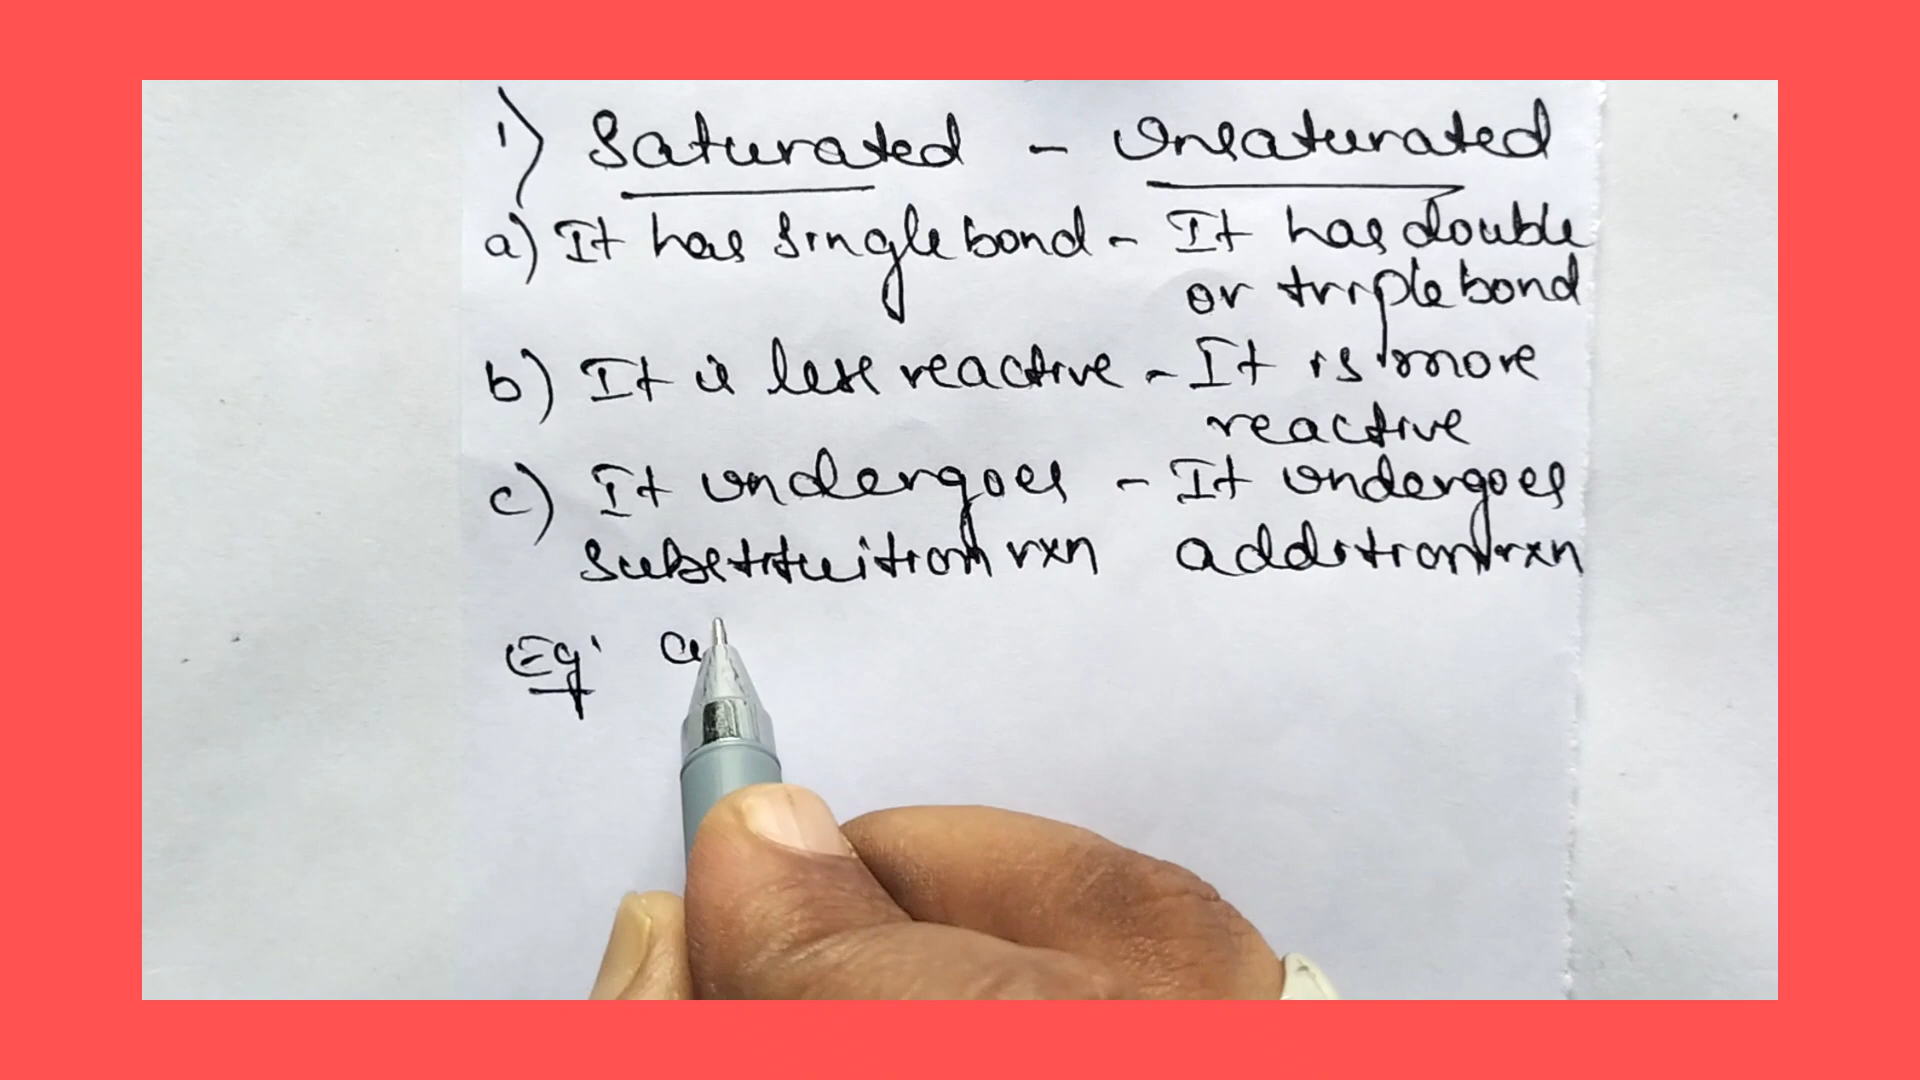 1) Saturated - Unsaturated
a) It has single bond - It has double
or triple bond
b) It is less reactive - It is more
reactive
c) It undergoes - It undergoes
substituition rxn addition rxn
Eg: